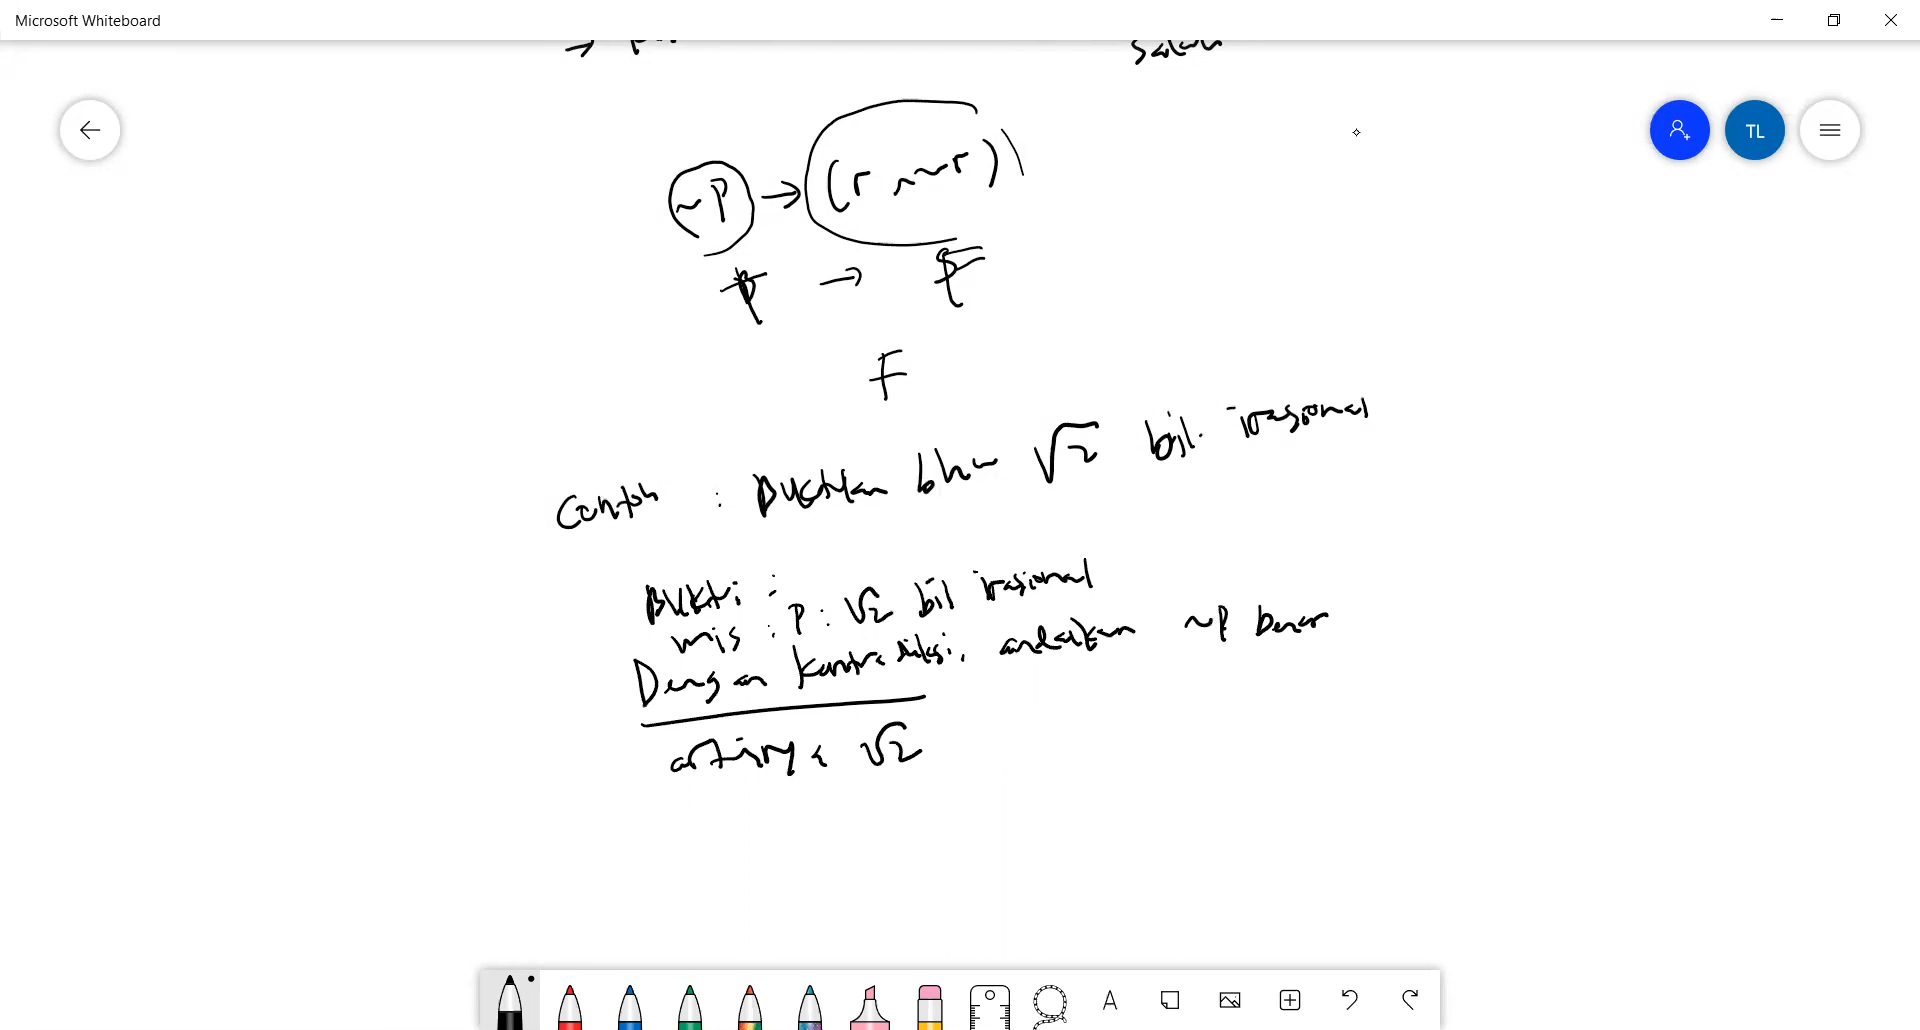 Microsoft Whiteboard
TL
~P → (r ∧ ~r)
→
F
Contoh : Buktikan bhw √2 bil. irasional
Bukti :
mis : P : √2 bil irasional
Dengan kontradiksi, andaikan ~P benar
artinya √2
A